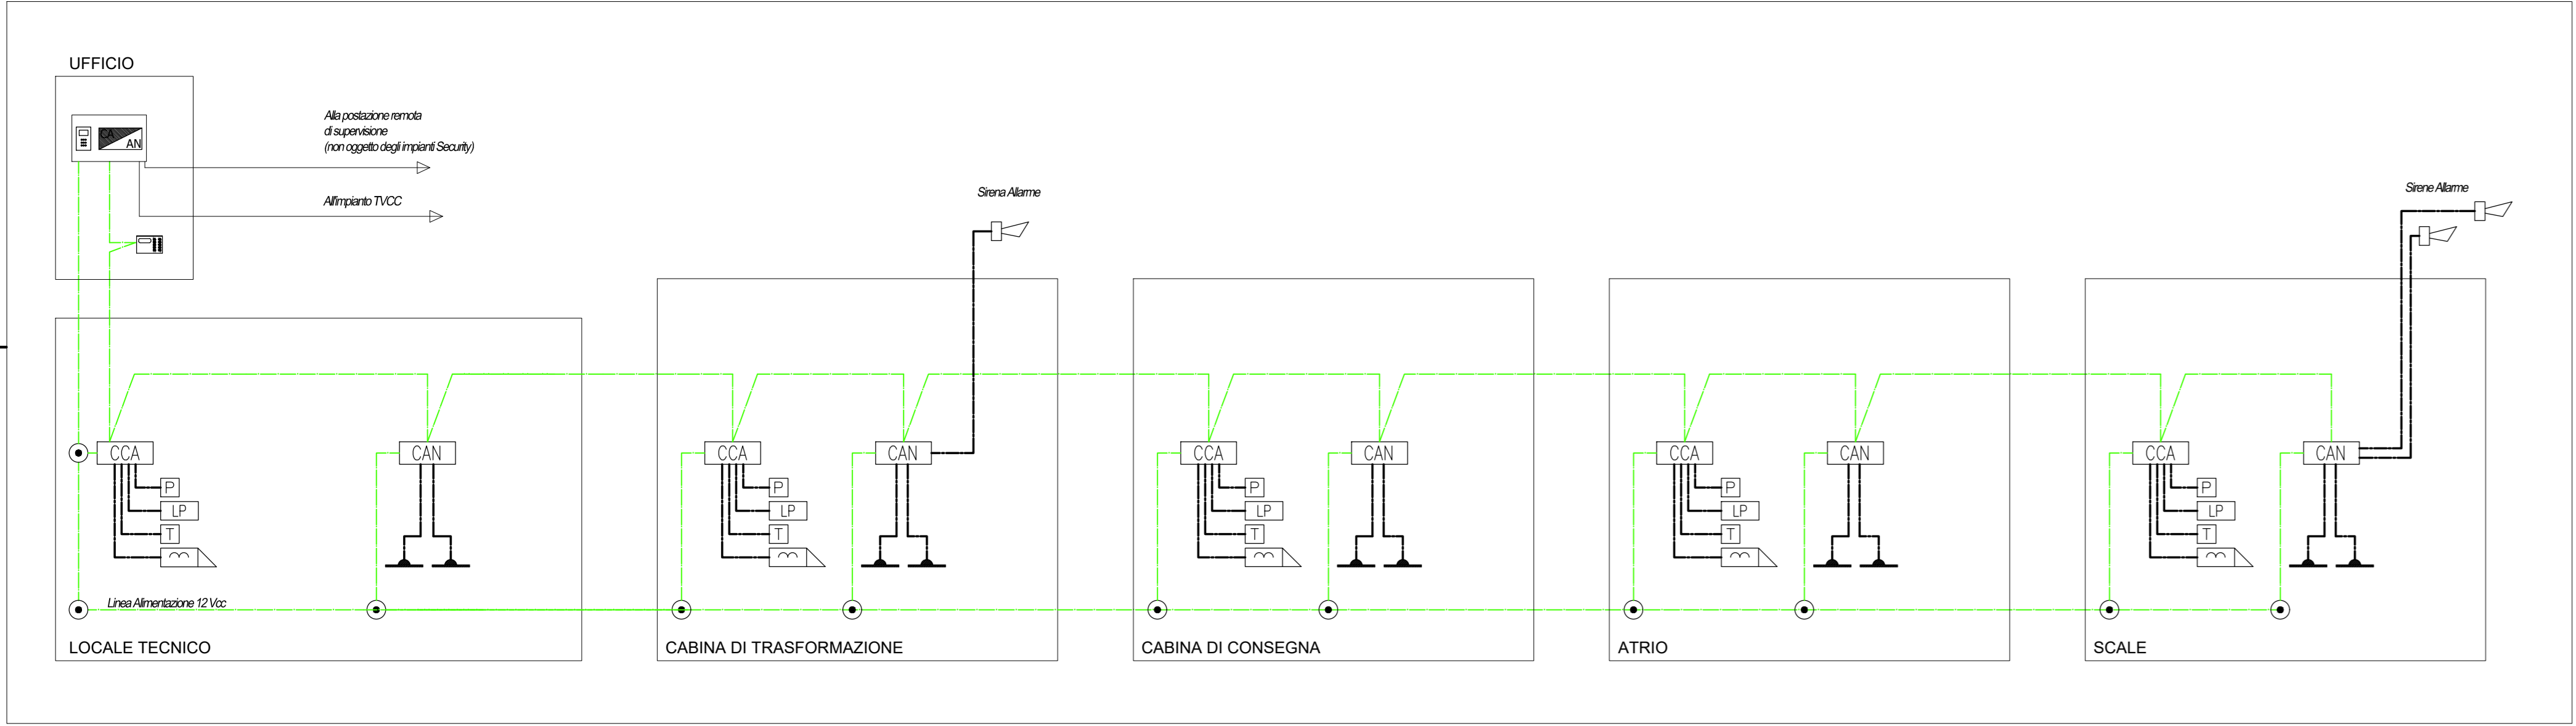 UFFICIO
CA
AN
Alla postazione remota
di supervisione
(non oggetto degli impianti Security)
All'impianto TVCC
Sirena Allarme
Sirene Allarme
CCA
P
LP
T
CAN
Linea Alimentazione 12 Vcc
LOCALE TECNICO
CCA
P
LP
T
CAN
CABINA DI TRASFORMAZIONE
CCA
P
LP
T
CAN
CABINA DI CONSEGNA
CCA
P
LP
T
CAN
ATRIO
CCA
P
LP
T
CAN
SCALE